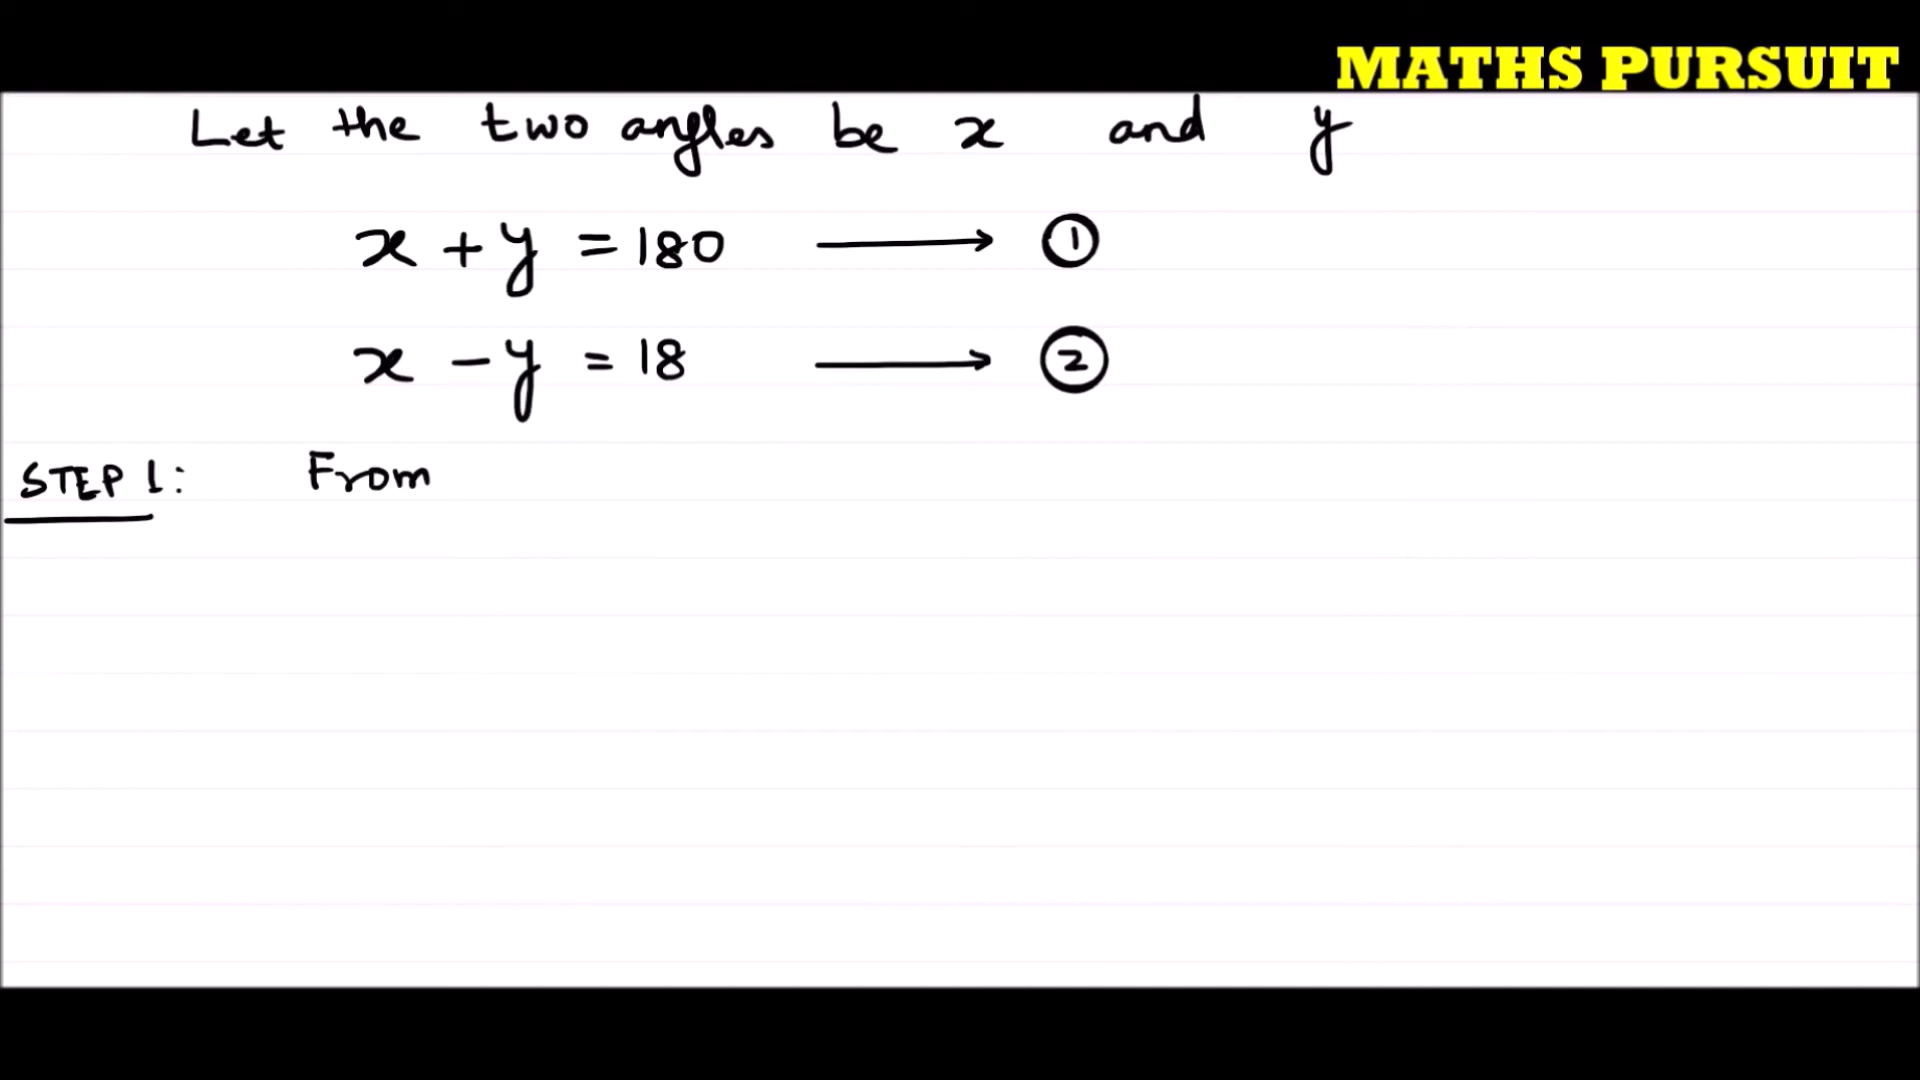 MATHS PURSUIT
Let the two angles be x and y
x + y = 180 ⟶ ①
x - y = 18 ⟶ ②
STEP 1: From